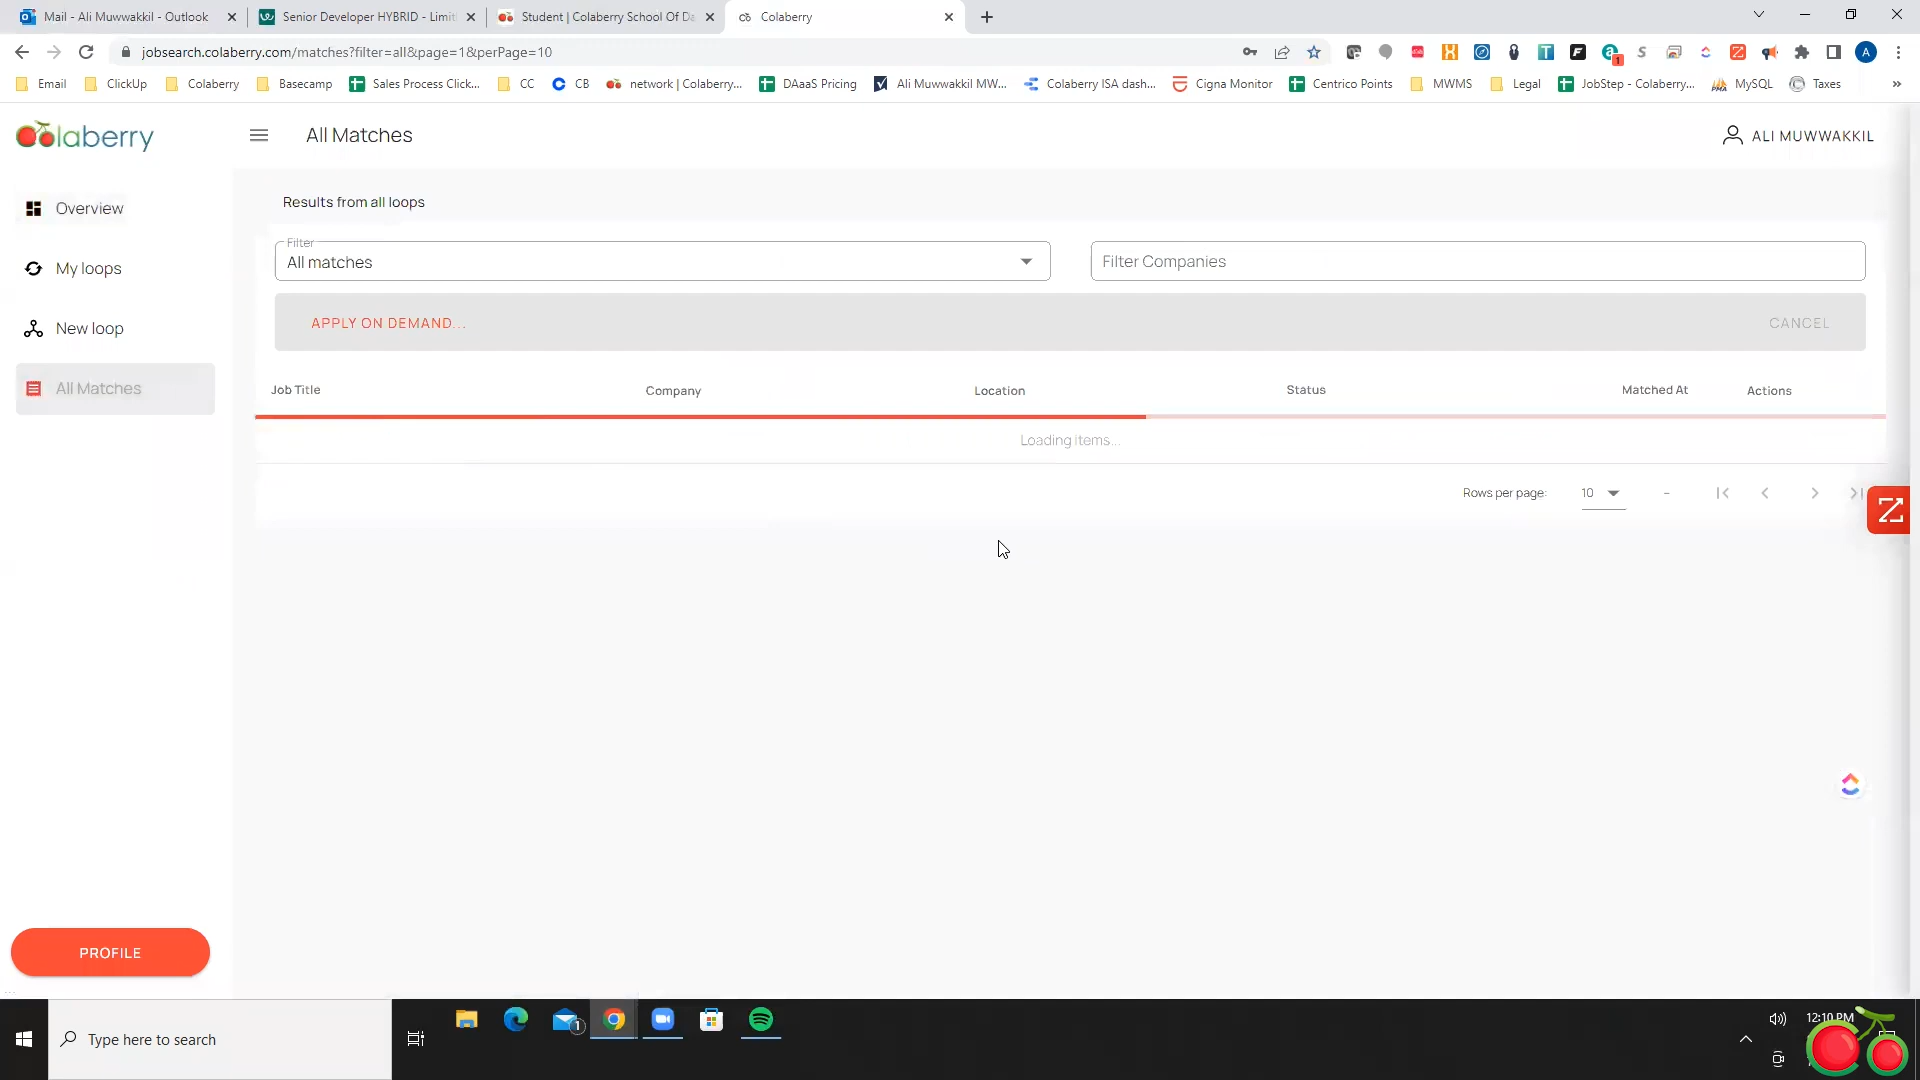 Mail - Ali Muwwakkil - Outlook
Senior Developer HYBRID - Limit
Student | Colaberry School Of Da
Colaberry
jobsearch.colaberry.com/matches?filter=all&page=1&perPage=10
A
Email
ClickUp
Colaberry
Basecamp
Sales Process Click...
CC
CB
network | Colaberry...
DAaaS Pricing
Ali Muwwakkil MW...
Colaberry ISA dash...
Cigna Monitor
Centrico Points
MWMS
Legal
JobStep - Colaberry...
MySQL
Taxes
Colaberry
All Matches
ALI MUWWAKKIL
Overview
My loops
New loop
All Matches
Results from all loops
Filter
All matches
Filter Companies
APPLY ON DEMAND...
CANCEL
Job Title
Company
Location
Status
Matched At
Actions
Loading items...
Rows per page:
10
–
PROFILE
Type here to search
1
12:10 PM